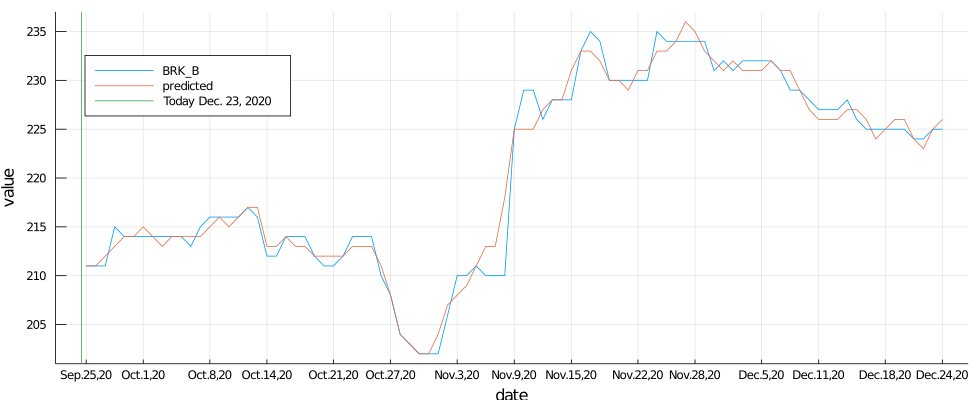 235
230
225
220
215
210
205
value
BRK_B
predicted
Today Dec. 23, 2020
Sep.25,20 Oct.1,20 Oct.8,20 Oct.14,20 Oct.21,20 Oct.27,20 Nov.3,20 Nov.9,20 Nov.15,20 Nov.22,20 Nov.28,20 Dec.5,20 Dec.11,20 Dec.18,20 Dec.24,20
date